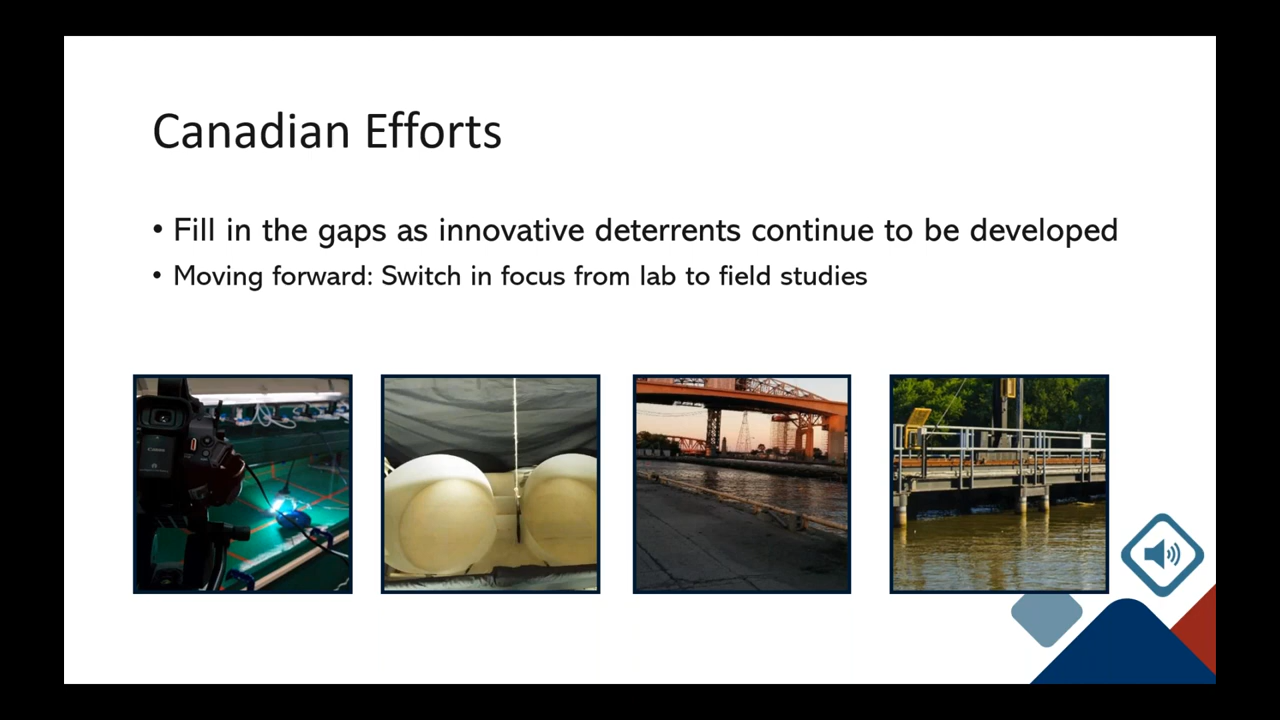 Canadian Efforts
• Fill in the gaps as innovative deterrents continue to be developed
• Moving forward: Switch in focus from lab to field studies
Canon